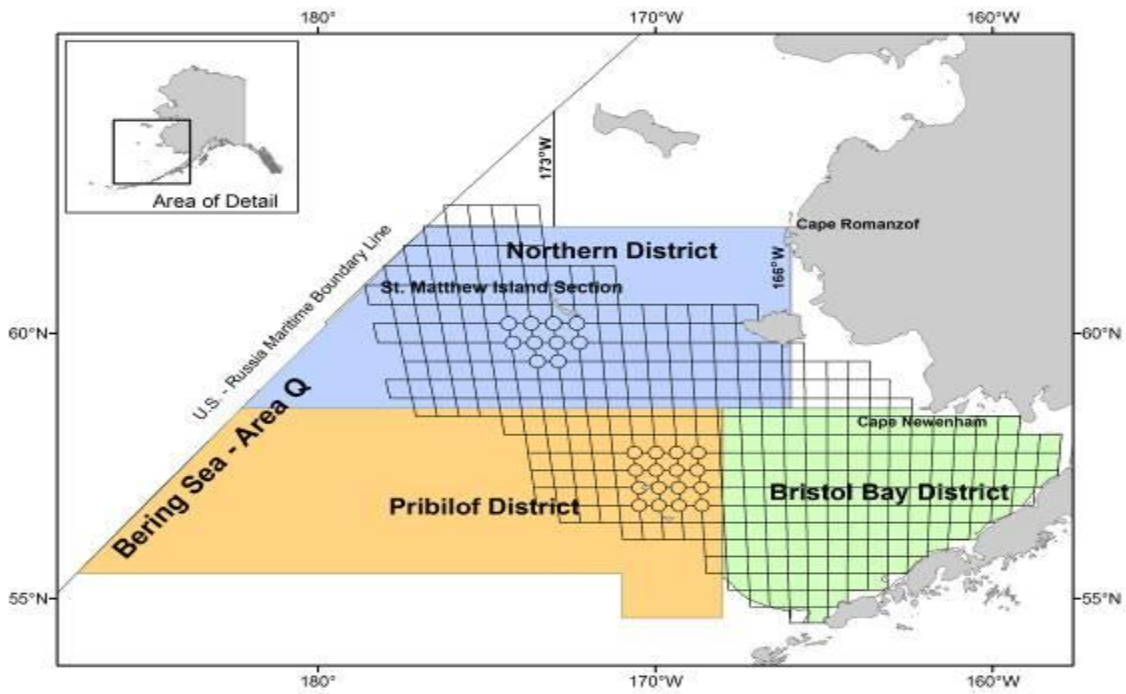 180°
170°W
160°W
Area of Detail
173°W
Cape Romanzof
166°W
Northern District
St. Matthew Island Section
U.S. - Russia Maritime Boundary Line
60°N
60°N
Bering Sea - Area Q
Cape Newenham
Pribilof District
Bristol Bay District
55°N
55°N
180°
170°W
160°W